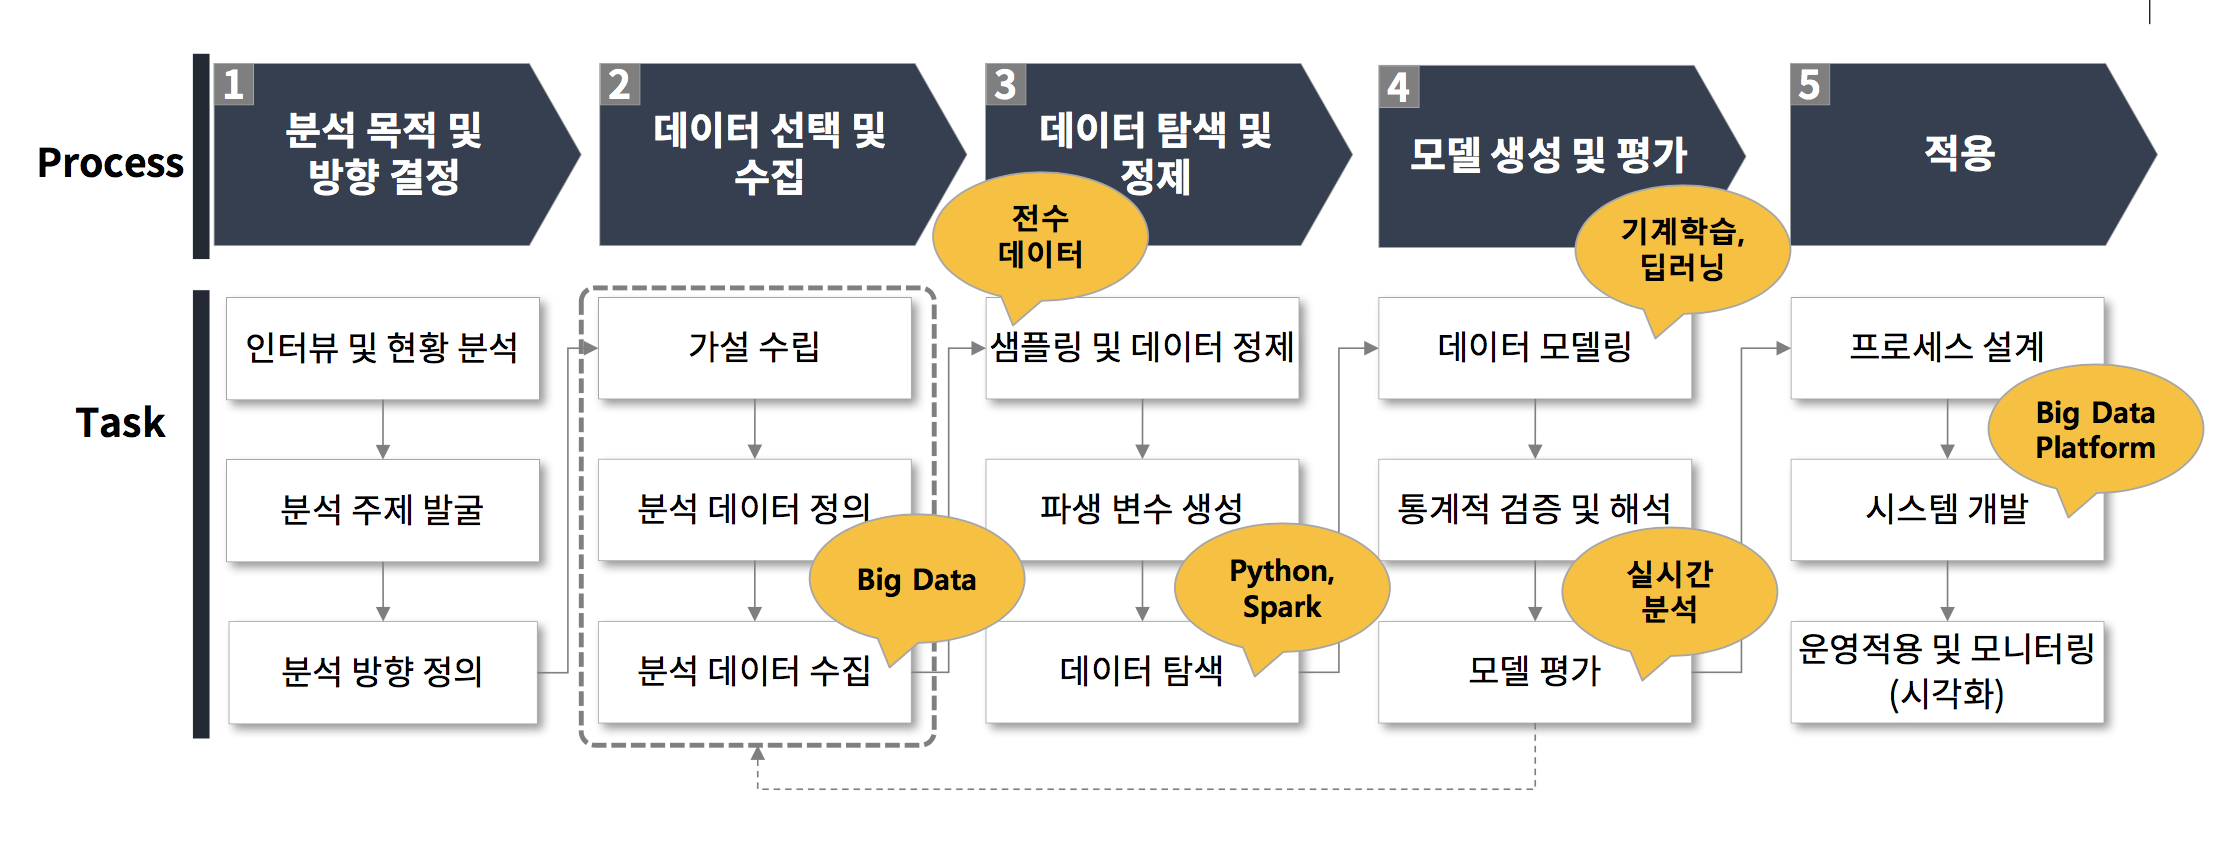 Process
1
분석 목적 및
방향 결정
2
데이터 선택 및
수집
3
데이터 탐색 및
정제
4
모델 생성 및 평가
5
적용
전수
데이터
기계학습,
딥러닝
Task
인터뷰 및 현황 분석
분석 주제 발굴
분석 방향 정의
가설 수립
분석 데이터 정의
Big Data
분석 데이터 수집
샘플링 및 데이터 정제
파생 변수 생성
Python,
Spark
데이터 탐색
데이터 모델링
통계적 검증 및 해석
실시간
분석
모델 평가
프로세스 설계
Big Data
Platform
시스템 개발
운영적용 및 모니터링
(시각화)